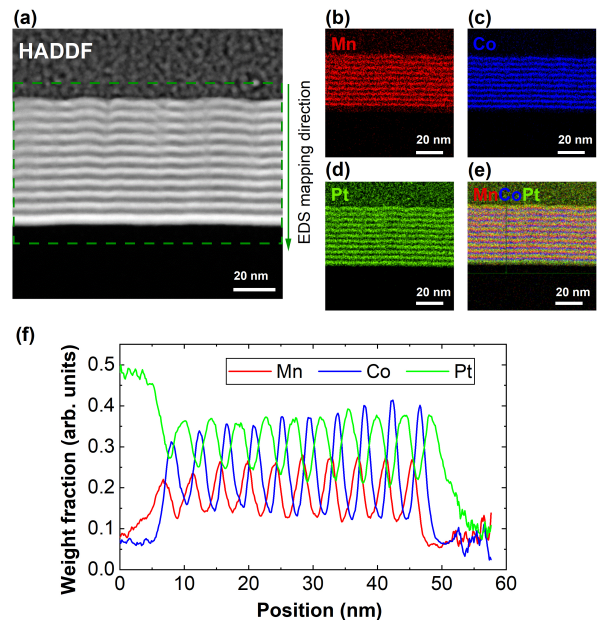 (a)
HADDF
EDS mapping direction
20 nm
(b)
Mn
20 nm
(c)
Co
20 nm
(d)
Pt
20 nm
(e)
MnCoPt
20 nm
(f)
Weight fraction (arb. units)
0.5
0.4
0.3
0.2
0.1
0.0
Mn Co Pt
0 10 20 30 40 50 60
Position (nm)